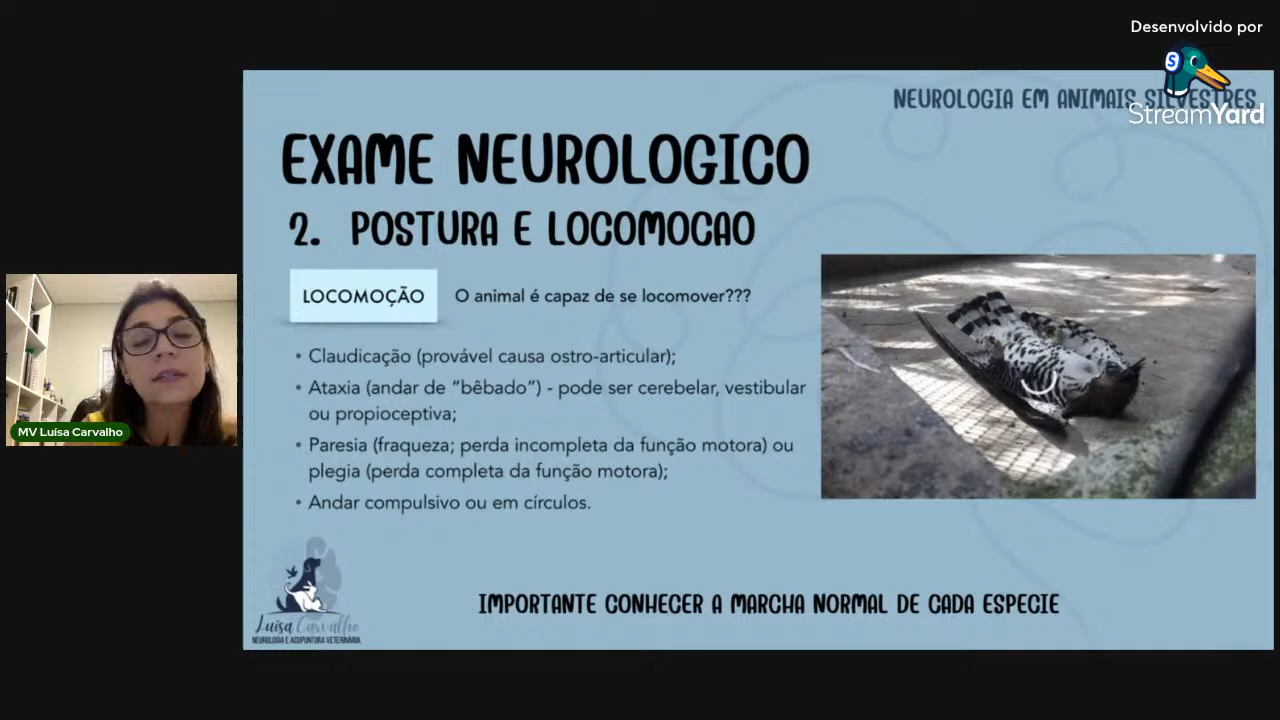 Desenvolvido por
StreamYard
NEUROLOGIA EM ANIMAIS SILVESTRES
EXAME NEUROLOGICO
2. POSTURA E LOCOMOCAO
LOCOMOÇÃO
O animal é capaz de se locomover???
• Claudicação (provável causa ostro-articular);
• Ataxia (andar de “bêbado”) - pode ser cerebelar, vestibular
ou propioceptiva;
• Paresia (fraqueza; perda incompleta da função motora) ou
plegia (perda completa da função motora);
• Andar compulsivo ou em círculos.
MV Luísa Carvalho
Luísa Carvalho
NEUROLOGIA E ACUPUNTURA VETERINÁRIA
IMPORTANTE CONHECER A MARCHA NORMAL DE CADA ESPECIE